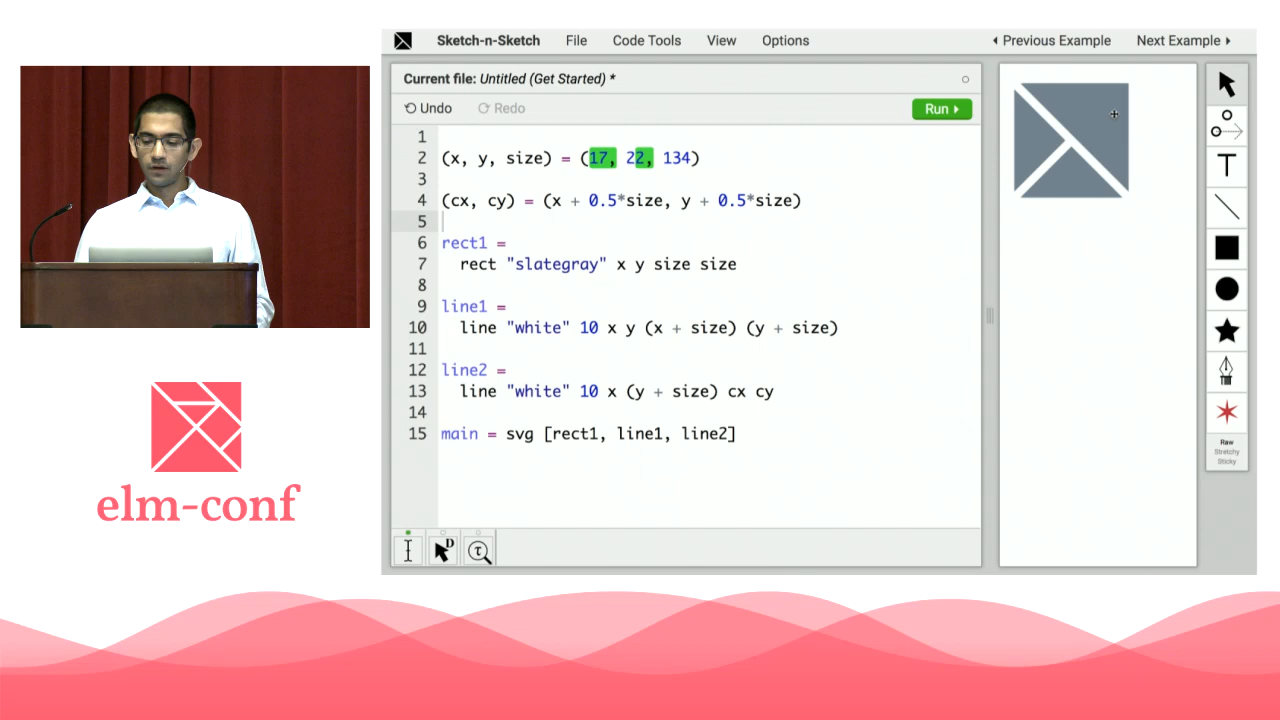 Sketch-n-Sketch File Code Tools View Options Previous Example Next Example
Current file: Untitled (Get Started) *
Undo Redo Run
1
2 (x, y, size) = (17, 22, 134)
3
4 (cx, cy) = (x + 0.5*size, y + 0.5*size)
5
6 rect1 =
7 rect "slategray" x y size size
8
9 line1 =
10 line "white" 10 x y (x + size) (y + size)
11
12 line2 =
13 line "white" 10 x (y + size) cx cy
14
15 main = svg [rect1, line1, line2]
D
τ
T
Raw
Stretchy
Sticky
elm-conf